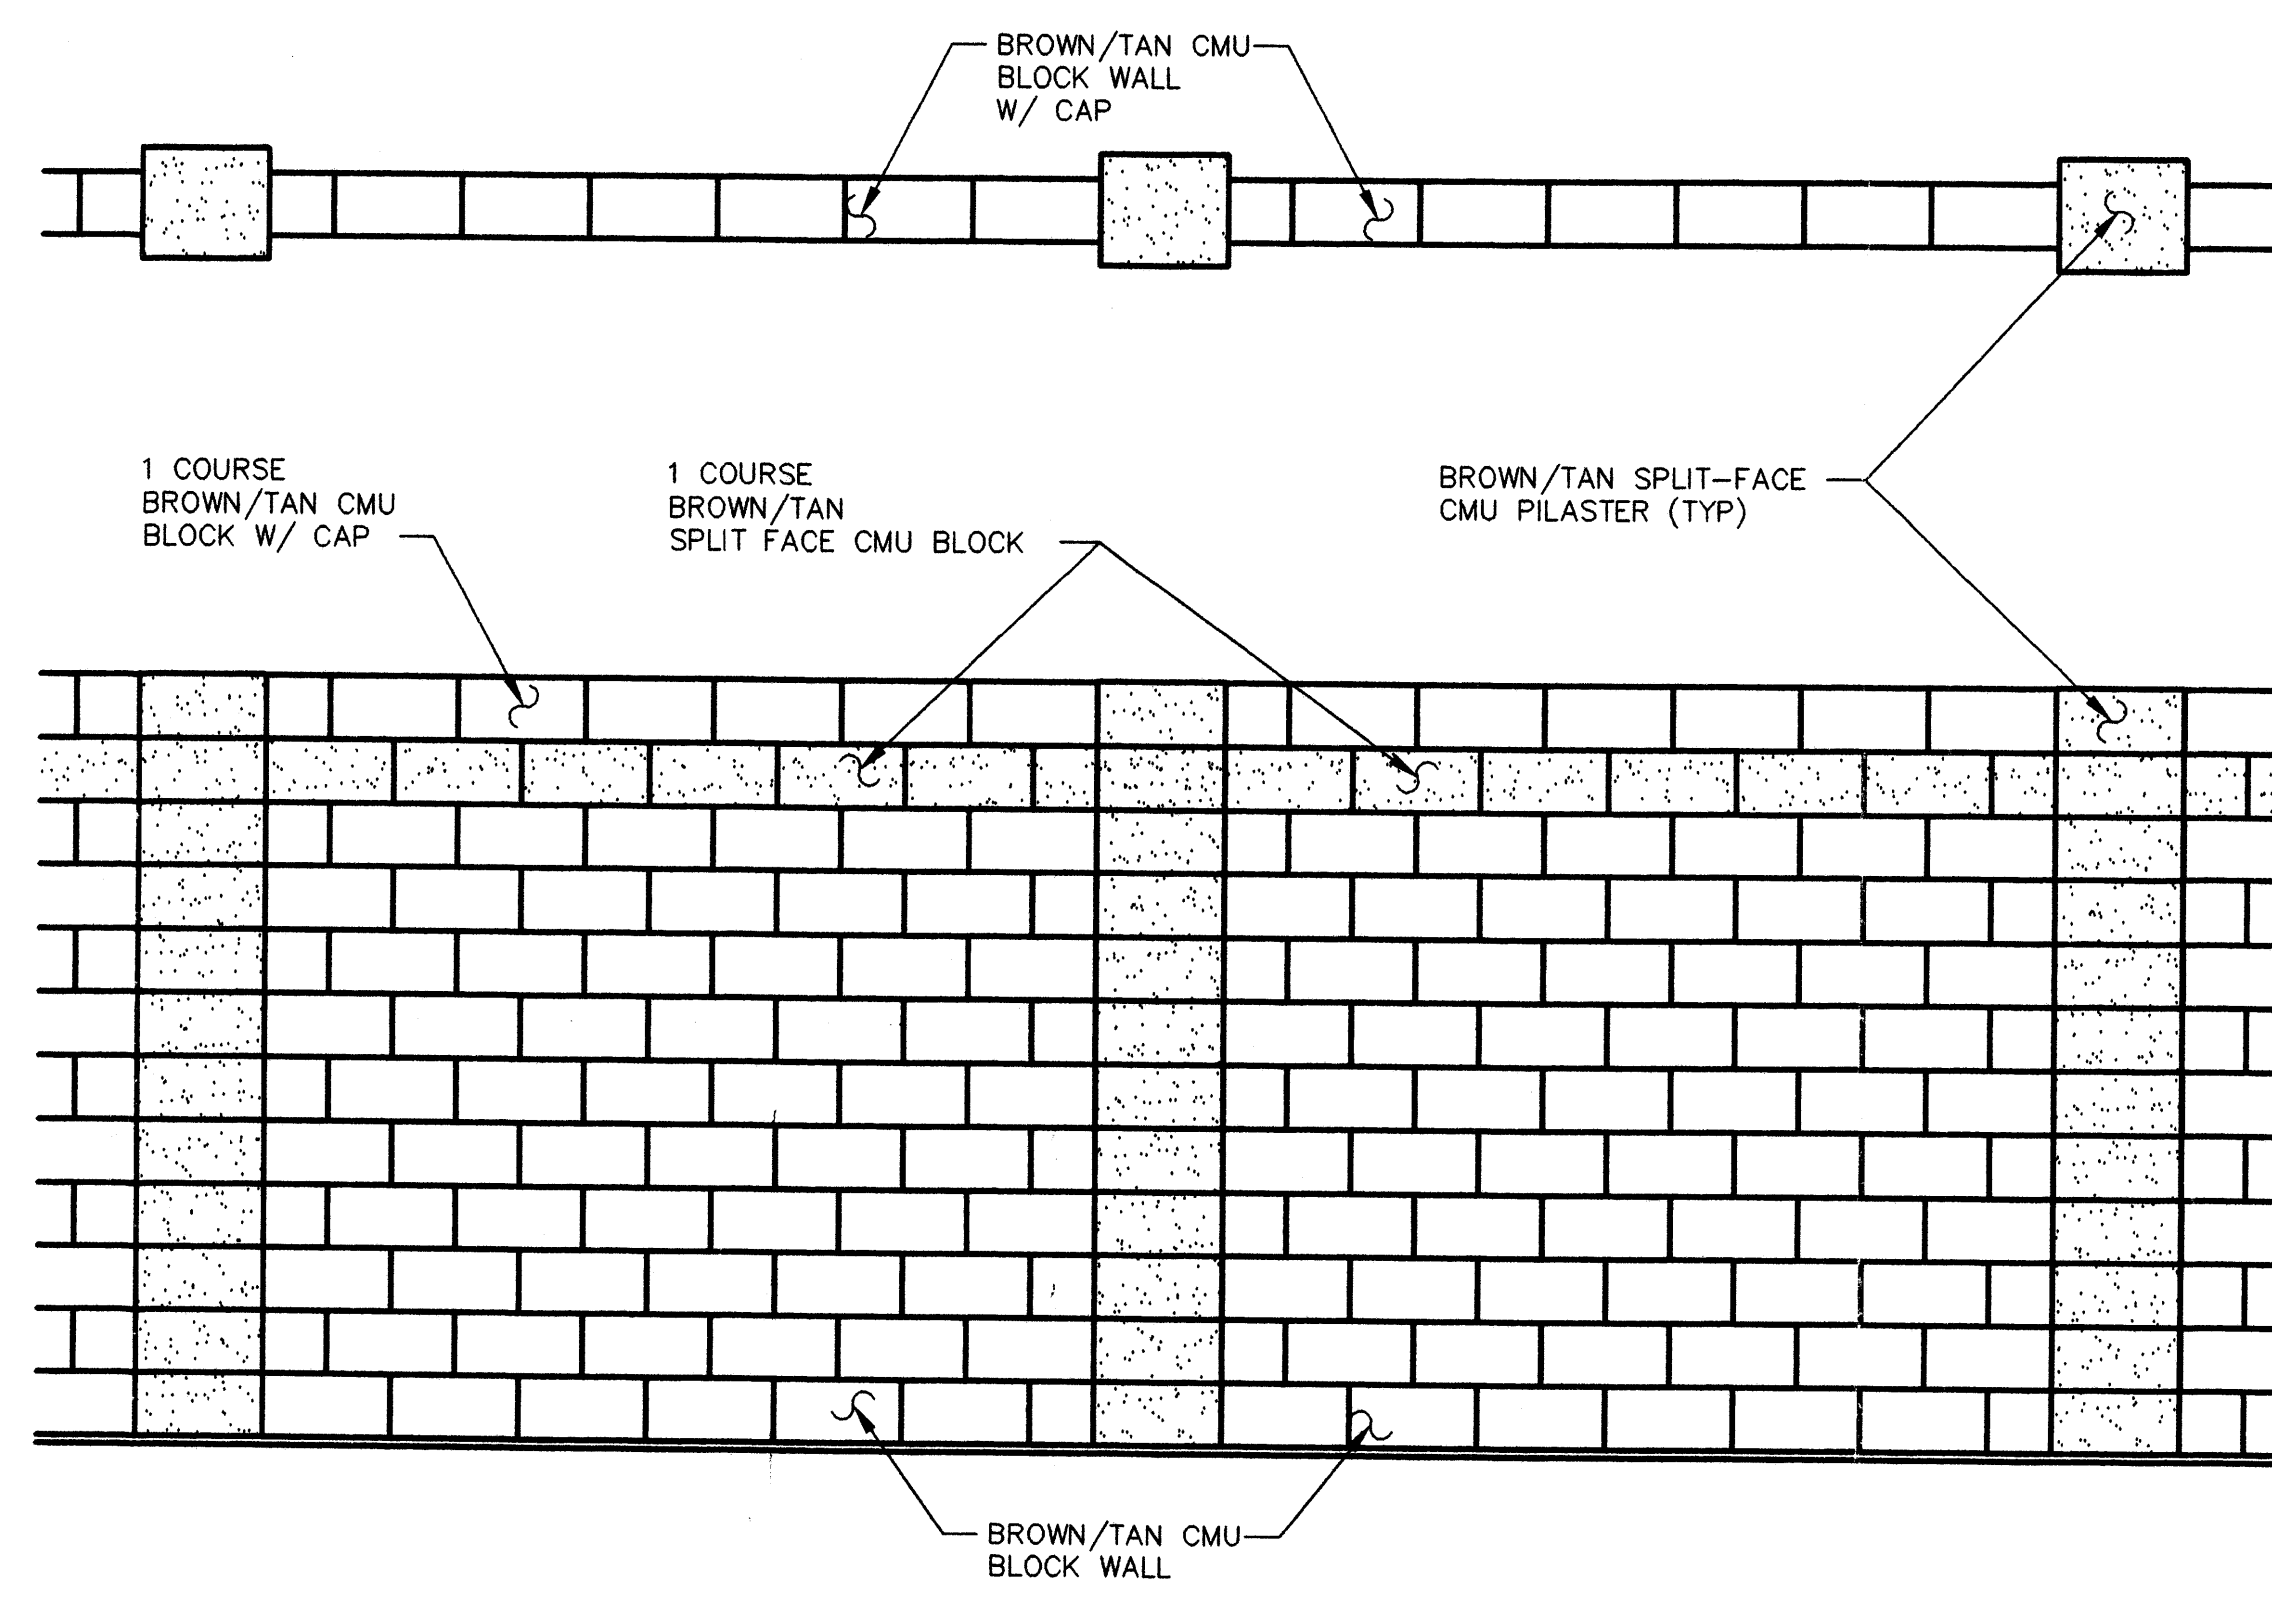 BROWN/TAN CMU
BLOCK WALL
W/ CAP
1 COURSE
BROWN/TAN CMU
BLOCK W/ CAP
1 COURSE
BROWN/TAN
SPLIT FACE CMU BLOCK
BROWN/TAN SPLIT-FACE
CMU PILASTER (TYP)
BROWN/TAN CMU
BLOCK WALL